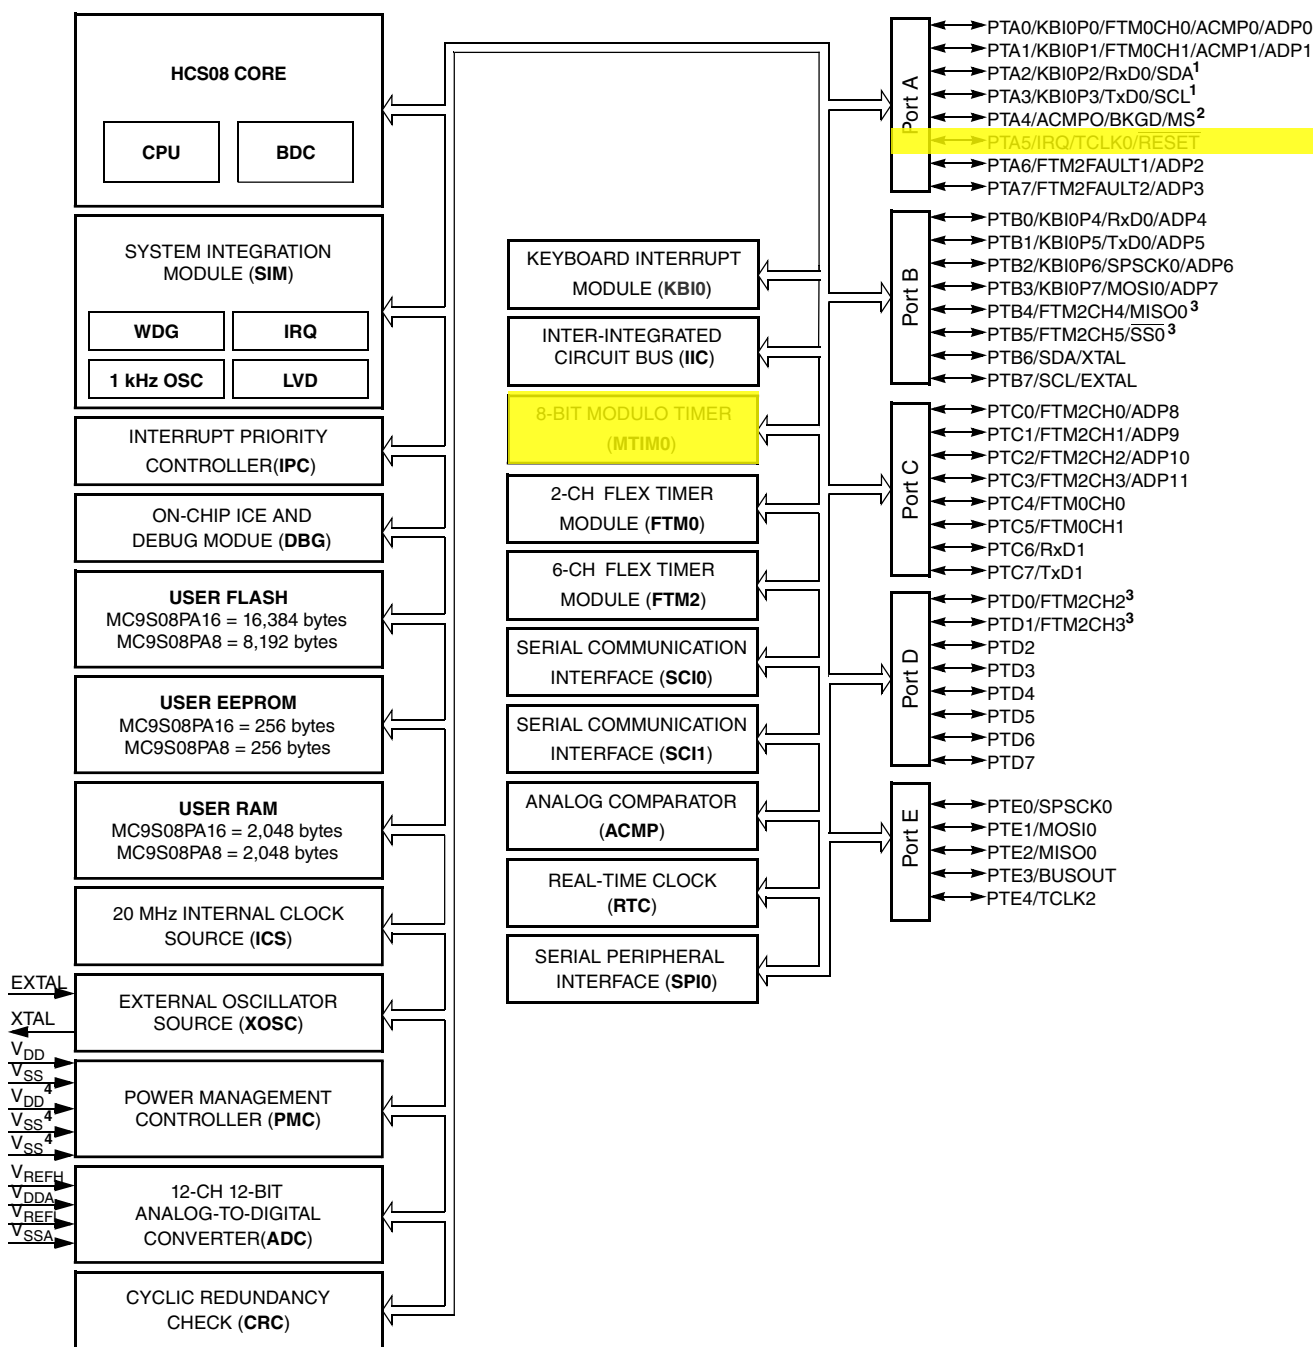 HCS08 CORE
CPU
BDC
SYSTEM INTEGRATION
MODULE (SIM)
WDG
IRQ
1 kHz OSC
LVD
INTERRUPT PRIORITY
CONTROLLER(IPC)
ON-CHIP ICE AND
DEBUG MODUE (DBG)
USER FLASH
MC9S08PA16 = 16,384 bytes
MC9S08PA8 = 8,192 bytes
USER EEPROM
MC9S08PA16 = 256 bytes
MC9S08PA8 = 256 bytes
USER RAM
MC9S08PA16 = 2,048 bytes
MC9S08PA8 = 2,048 bytes
20 MHz INTERNAL CLOCK
SOURCE (ICS)
EXTAL
XTAL
EXTERNAL OSCILLATOR
SOURCE (XOSC)
VDD
VSS
VDD4
VSS4
VSS4
POWER MANAGEMENT
CONTROLLER (PMC)
VREFH
VDDA
VREFL
VSSA
12-CH 12-BIT
ANALOG-TO-DIGITAL
CONVERTER(ADC)
CYCLIC REDUNDANCY
CHECK (CRC)
KEYBOARD INTERRUPT
MODULE (KBI0)
INTER-INTEGRATED
CIRCUIT BUS (IIC)
8-BIT MODULO TIMER
(MTIM0)
2-CH FLEX TIMER
MODULE (FTM0)
6-CH FLEX TIMER
MODULE (FTM2)
SERIAL COMMUNICATION
INTERFACE (SCI0)
SERIAL COMMUNICATION
INTERFACE (SCI1)
ANALOG COMPARATOR
(ACMP)
REAL-TIME CLOCK
(RTC)
SERIAL PERIPHERAL
INTERFACE (SPI0)
Port A
PTA0/KBI0P0/FTM0CH0/ACMP0/ADP0
PTA1/KBI0P1/FTM0CH1/ACMP1/ADP1
PTA2/KBI0P2/RxD0/SDA1
PTA3/KBI0P3/TxD0/SCL1
PTA4/ACMPO/BKGD/MS2
PTA5/IRQ/TCLK0/RESET
PTA6/FTM2FAULT1/ADP2
PTA7/FTM2FAULT2/ADP3
Port B
PTB0/KBI0P4/RxD0/ADP4
PTB1/KBI0P5/TxD0/ADP5
PTB2/KBI0P6/SPSCK0/ADP6
PTB3/KBI0P7/MOSI0/ADP7
PTB4/FTM2CH4/MISO0 3
PTB5/FTM2CH5/SS0 3
PTB6/SDA/XTAL
PTB7/SCL/EXTAL
Port C
PTC0/FTM2CH0/ADP8
PTC1/FTM2CH1/ADP9
PTC2/FTM2CH2/ADP10
PTC3/FTM2CH3/ADP11
PTC4/FTM0CH0
PTC5/FTM0CH1
PTC6/RxD1
PTC7/TxD1
Port D
PTD0/FTM2CH23
PTD1/FTM2CH33
PTD2
PTD3
PTD4
PTD5
PTD6
PTD7
Port E
PTE0/SPSCK0
PTE1/MOSI0
PTE2/MISO0
PTE3/BUSOUT
PTE4/TCLK2